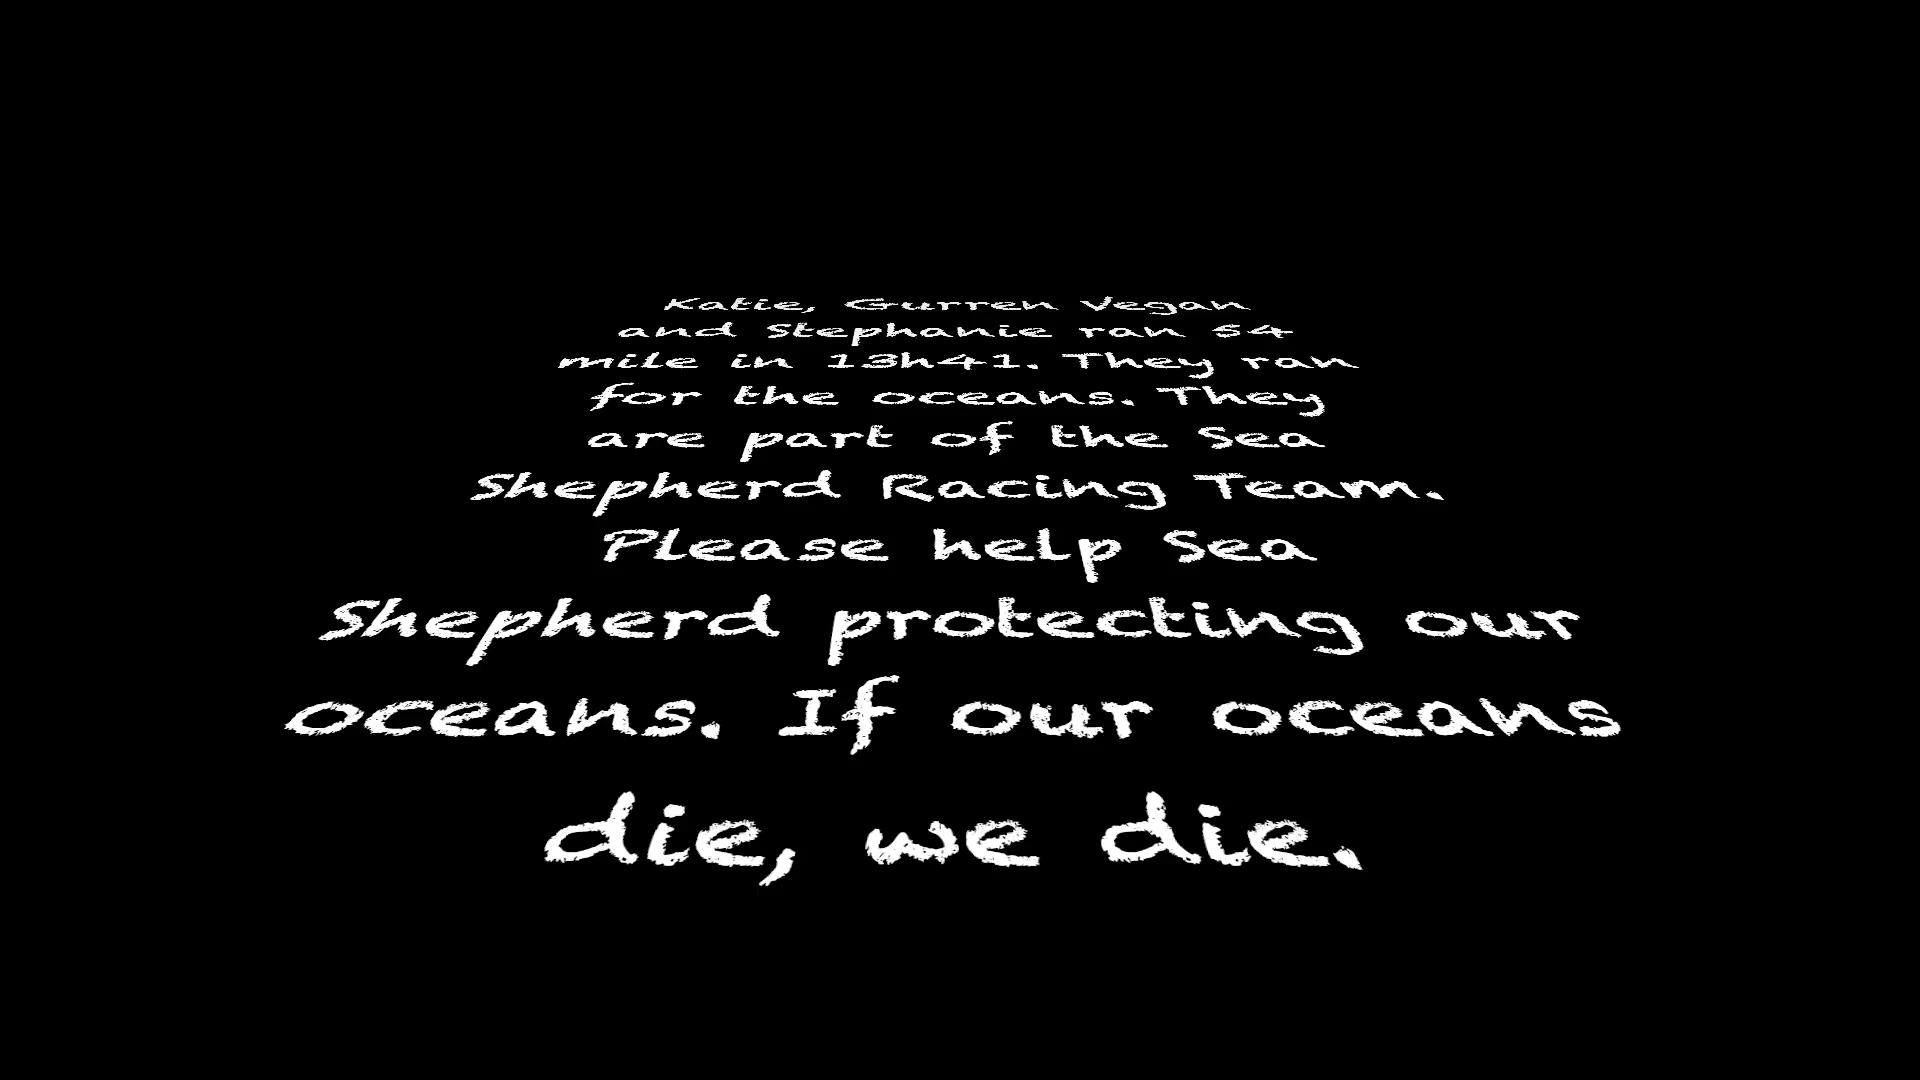 Katie, Gurren Vegan
and Stephanie ran 54
mile in 13h41. They ran
for the oceans. They
are part of the Sea
Shepherd Racing Team.
Please help Sea
Shepherd protecting our
oceans. If our oceans
die, we die.